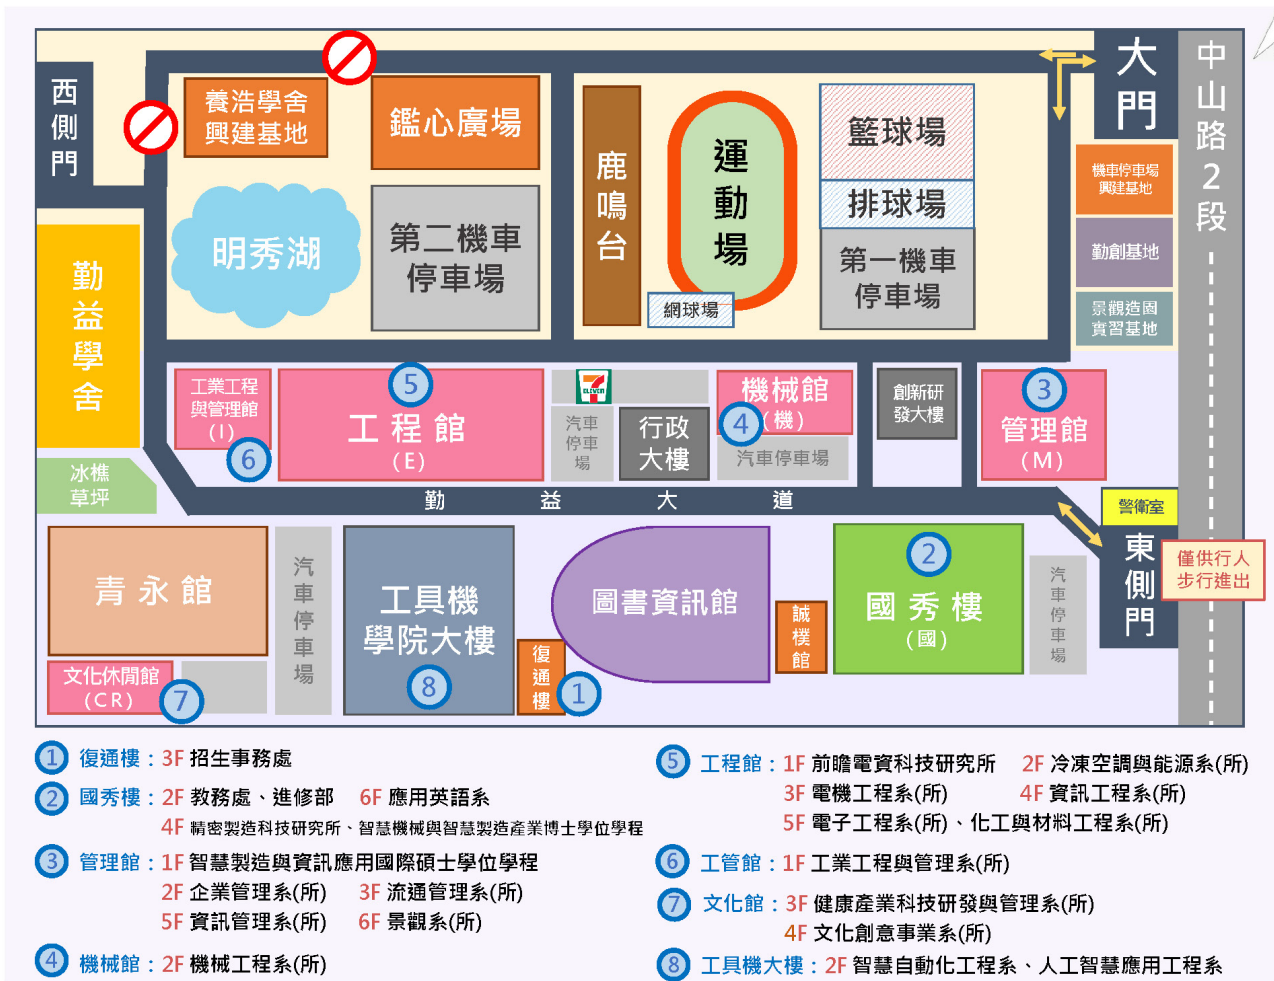 西側門
養浩學舍
興建基地
鑑心廣場
鹿鳴台
運動場
籃球場
排球場
大門
中山路2段
機車停車場
興建基地
勤創基地
景觀造園
實習基地
明秀湖
第二機車
停車場
網球場
第一機車
停車場
勤益學舍
工業工程
與管理館
(I)
6
5
工程館
(E)
7
ELEVEN
汽車
停車
場
行政
大樓
機械館
(機)
4
汽車停車場
創新研
發大樓
3
管理館
(M)
冰樵
草坪
勤益大道
警衛室
東側門
僅供行人
步行進出
青永館
汽車停車場
工具機
學院大樓
8
圖書資訊館
誠樸館
2
國秀樓
(國)
汽車停車場
文化休閒館
(CR)
7
復通樓
1
1 復通樓：3F 招生事務處
2 國秀樓：2F 教務處、進修部 6F 應用英語系
4F 精密製造科技研究所、智慧機械與智慧製造產業博士學位學程
3 管理館：1F 智慧製造與資訊應用國際碩士學位學程
2F 企業管理系(所) 3F 流通管理系(所)
5F 資訊管理系(所) 6F 景觀系(所)
4 機械館：2F 機械工程系(所)
5 工程館：1F 前瞻電資科技研究所 2F 冷凍空調與能源系(所)
3F 電機工程系(所) 4F 資訊工程系(所)
5F 電子工程系(所)、化工與材料工程系(所)
6 工管館：1F 工業工程與管理系(所)
7 文化館：3F 健康產業科技研發與管理系(所)
4F 文化創意事業系(所)
8 工具機大樓：2F 智慧自動化工程系、人工智慧應用工程系